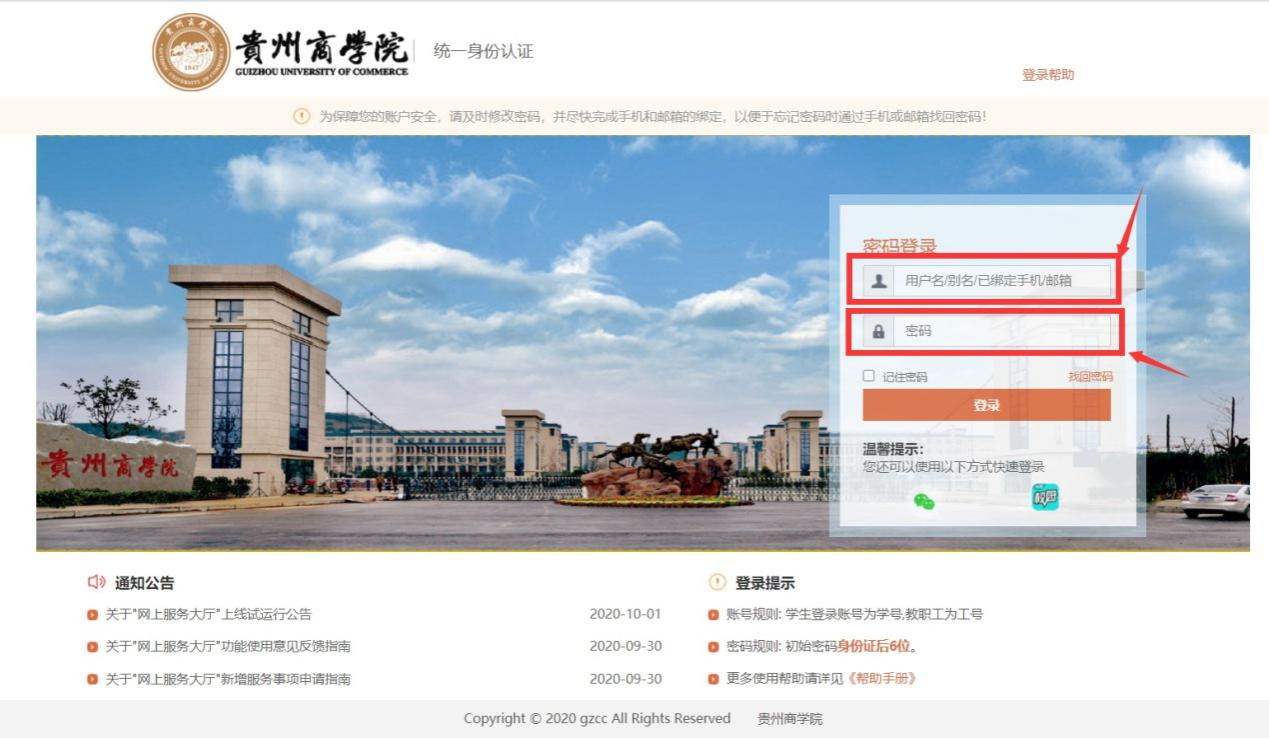 貴州商學院
GUIZHOU UNIVERSITY OF COMMERCE
统一身份认证
登录帮助
为保障您的账户安全，请及时修改密码，并尽快完成手机和邮箱的绑定，以便于忘记密码时通过手机或邮箱找回密码！
密码登录
用户名/别名/已绑定手机/邮箱
密码
记住密码 找回密码
登录
温馨提示：
您还可以使用以下方式快速登录
校园
貴州商學院
通知公告
关于"网上服务大厅"上线试运行公告 2020-10-01
关于"网上服务大厅"功能使用意见反馈指南 2020-09-30
关于"网上服务大厅"新增服务事项申请指南 2020-09-30
登录提示
账号规则: 学生登录账号为学号,教职工为工号
密码规则: 初始密码身份证后6位。
更多使用帮助请详见《帮助手册》
Copyright © 2020 gzcc All Rights Reserved 贵州商学院